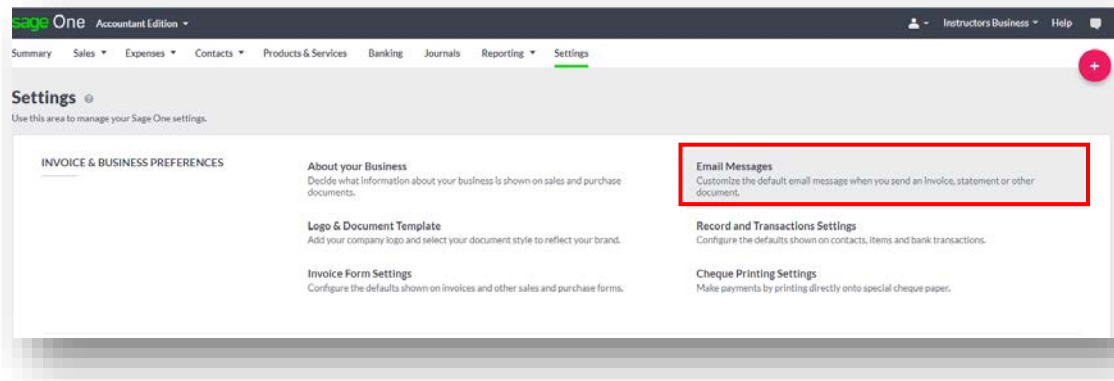 sage One Accountant Edition
Instructors Business Help
Summary Sales Expenses Contacts Products & Services Banking Journals Reporting Settings
+
Settings
Use this area to manage your Sage One settings.
INVOICE & BUSINESS PREFERENCES
About your Business
Decide what information about your business is shown on sales and purchase
documents.
Email Messages
Customize the default email message when you send an invoice, statement or other
document.
Logo & Document Template
Add your company logo and select your document style to reflect your brand.
Record and Transactions Settings
Configure the defaults shown on contacts, items and bank transactions.
Invoice Form Settings
Configure the defaults shown on invoices and other sales and purchase forms.
Cheque Printing Settings
Make payments by printing directly onto special cheque paper.